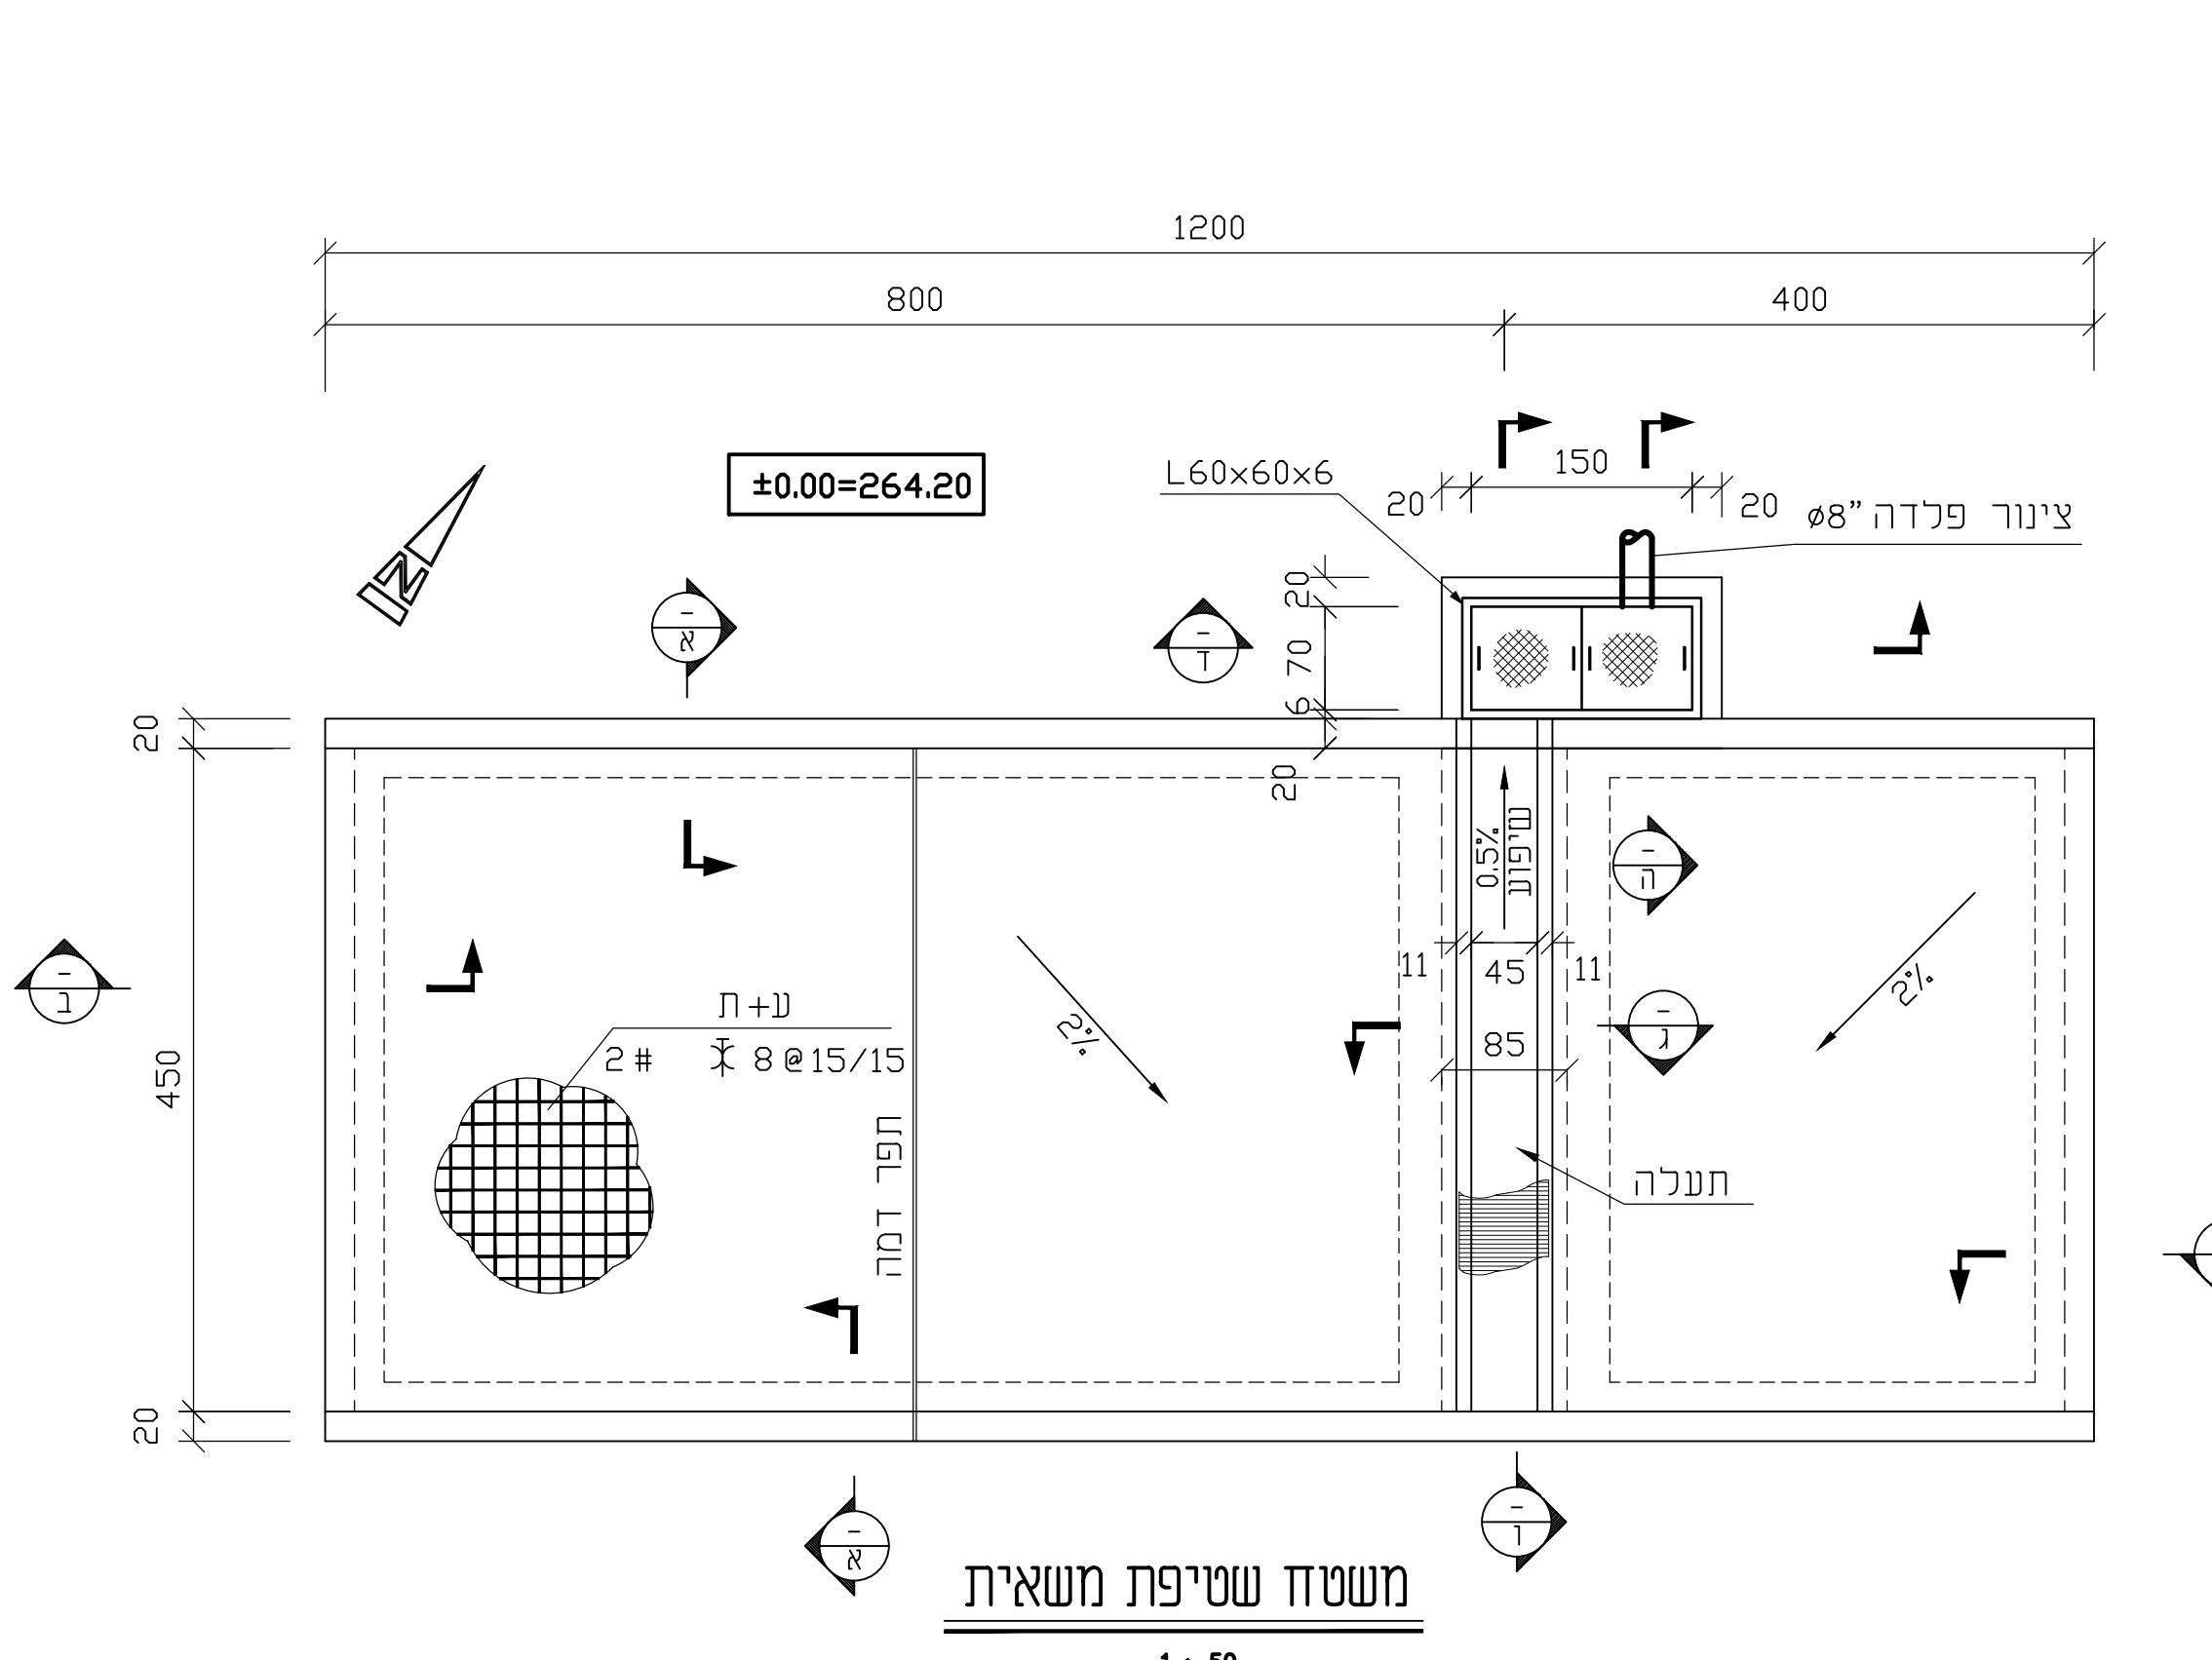 1200
800
400
150
L60x60x6
20
20
צינור פלדה "8ø
±0.00=264.20
N
20
70
6
20
-
א
-
ד
20
450
20
0.5%
שיפוע
-
ה
11
45
11
85
-
ב
-
ג
ע+ת
2 # 8@15/15
2%
2%
תפר דמה
תעלה
-
א
-
ו
משטח שטיפת משאית
1 : 50